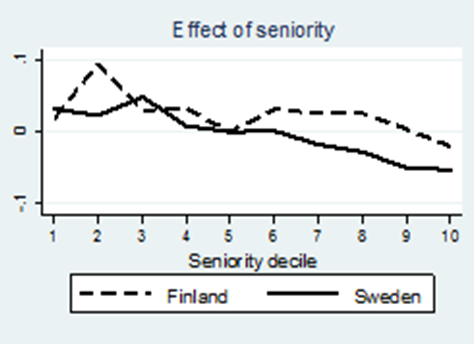 Effect of seniority
.1
0
-.1
1 2 3 4 5 6 7 8 9 10
Seniority decile
Finland Sweden